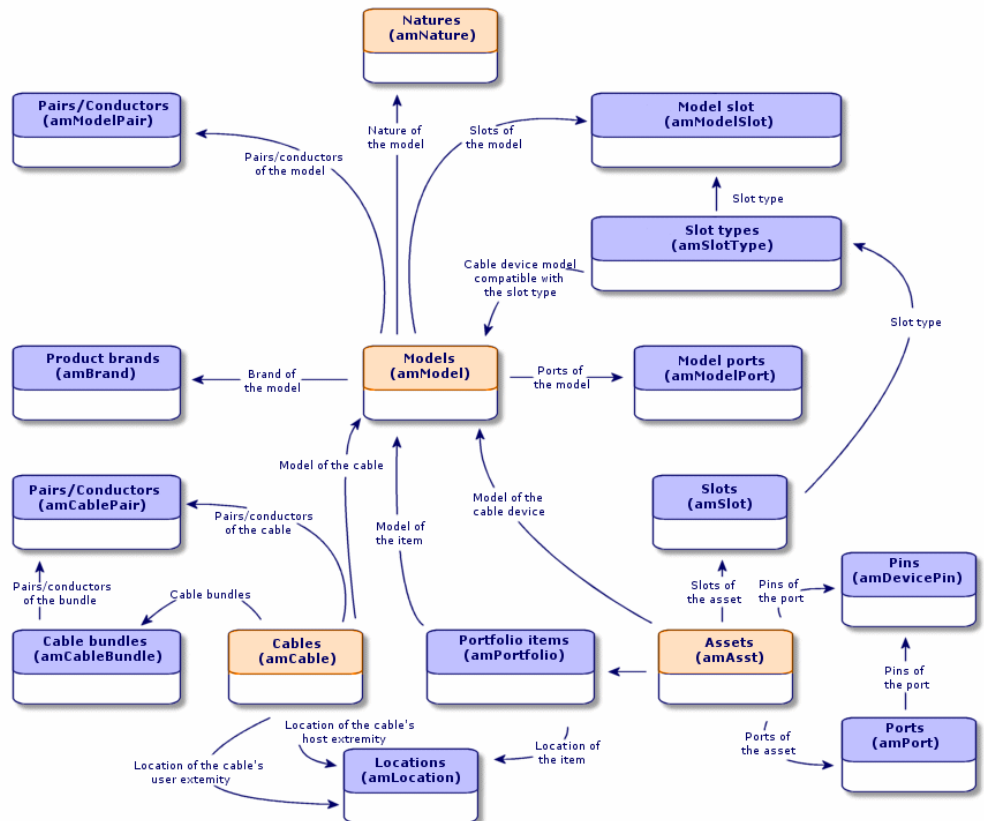 Natures
(amNature)
Pairs/Conductors
(amModelPair)
Model slot
(amModelSlot)
Nature of
the model
Slots of
the model
Pairs/conductors
of the model
Slot type
Slot types
(amSlotType)
Cable device model
compatible with
the slot type
Slot type
Product brands
(amBrand)
Brand of
the model
Models
(amModel)
Ports of
the model
Model ports
(amModelPort)
Model of the cable
Pairs/Conductors
(amCablePair)
Pairs/conductors
of the cable
Model of
the item
Model of the
cable device
Slots
(amSlot)
Pins
(amDevicePin)
Pairs/conductors
of the bundle
Cable bundles
Slots of
the asset
Pins of
the port
Cable bundles
(amCableBundle)
Cables
(amCable)
Portfolio items
(amPortfolio)
Assets
(amAsst)
Pins of
the port
Location of the cable's
host extremity
Location of the cable's
user extemity
Locations
(amLocation)
Location of
the item
Ports of
the asset
Ports
(amPort)